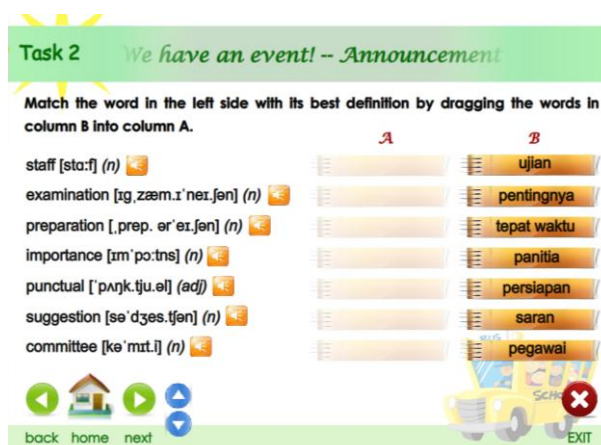 Task 2 We have an event! -- Announcement
Match the word in the left side with its best definition by dragging the words in
column B into column A.
A B
staff [stɑːf] (n) ujian
examination [ɪɡˌzæm.ɪˈneɪ.ʃən] (n) pentingnya
preparation [ˌprep. ərˈeɪ.ʃən] (n) tepat waktu
importance [ɪmˈpɔːtns] (n) panitia
punctual [ˈpʌŋk.tju.əl] (adj) persiapan
suggestion [səˈdʒes.tʃən] (n) saran
committee [kəˈmɪt.i] (n) pegawai
back home next EXIT